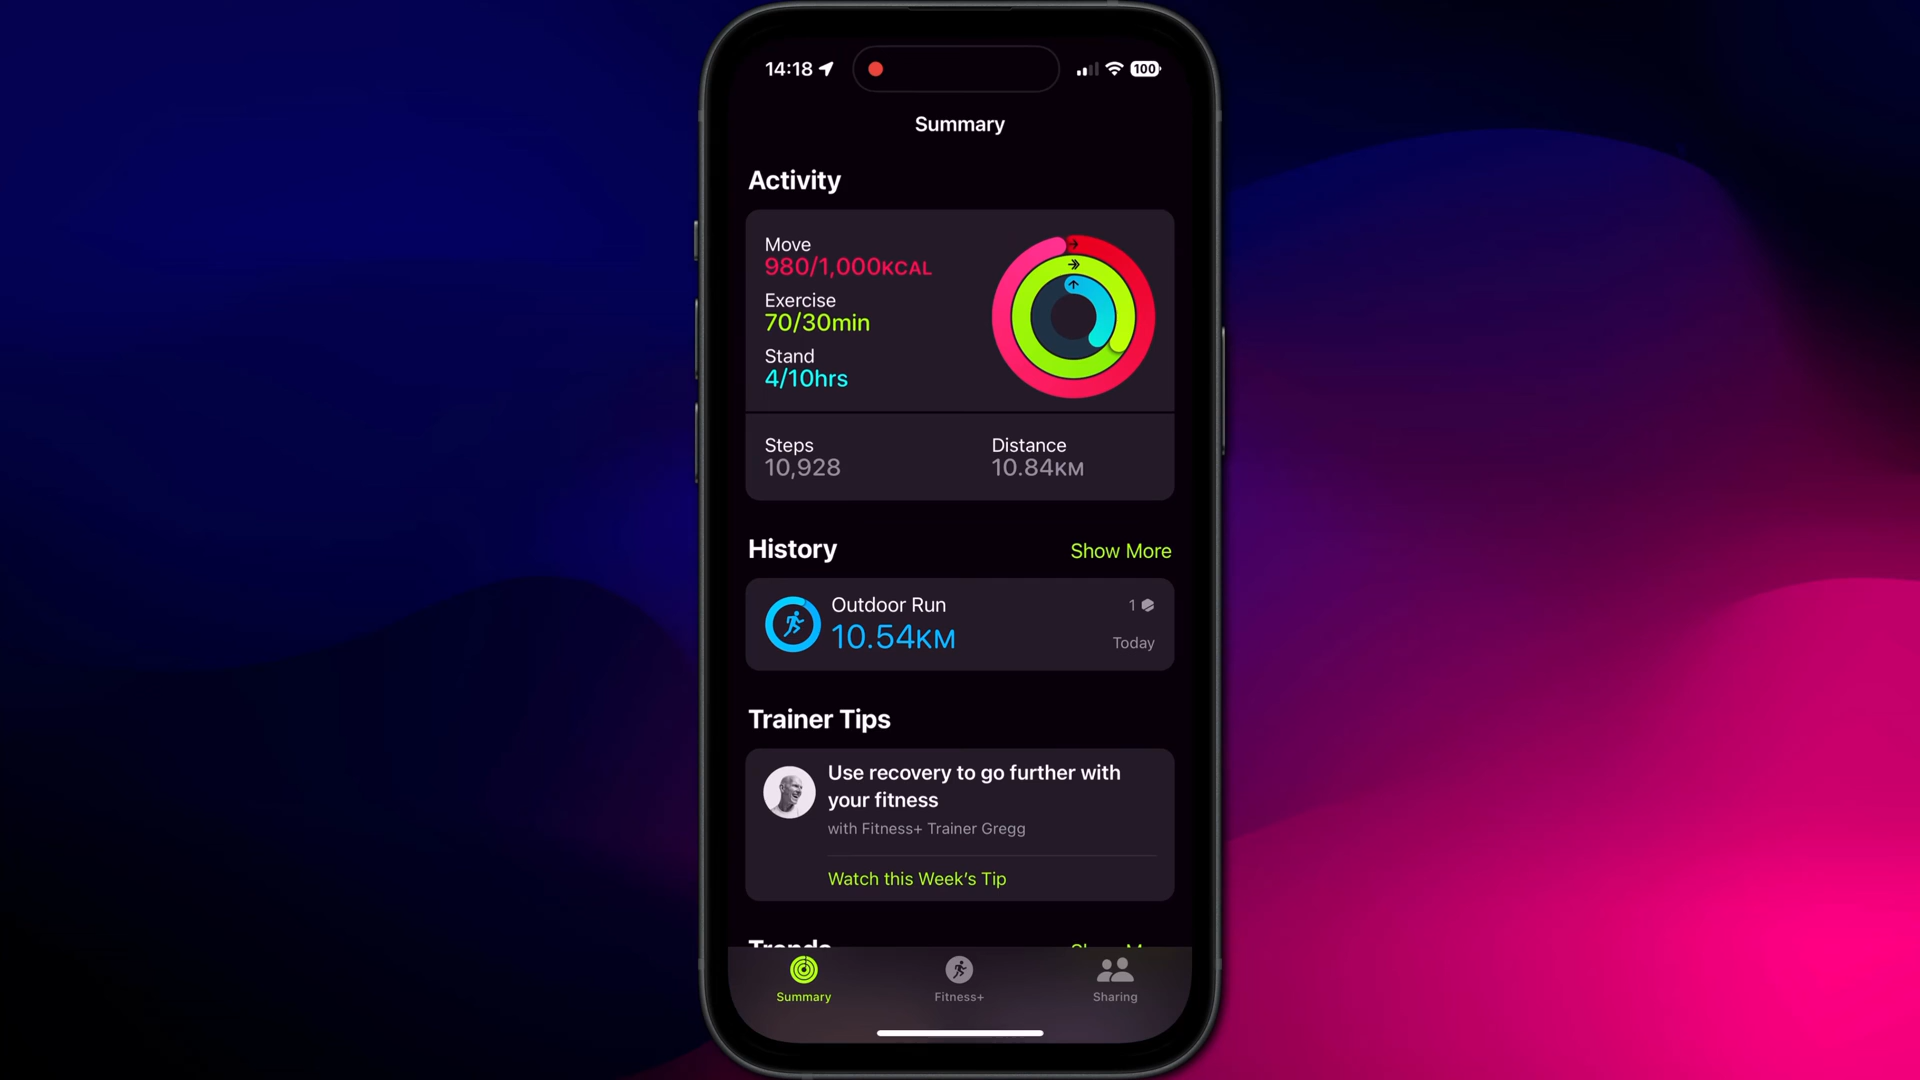 14:18
100
Summary
Activity
Move
980/1,000KCAL
Exercise
70/30min
Stand
4/10hrs
Steps
10,928
Distance
10.84KM
History
Show More
Outdoor Run
10.54KM
1
Today
Trainer Tips
Use recovery to go further with
your fitness
with Fitness+ Trainer Gregg
Watch this Week's Tip
Trends
Summary
Fitness+
Sharing